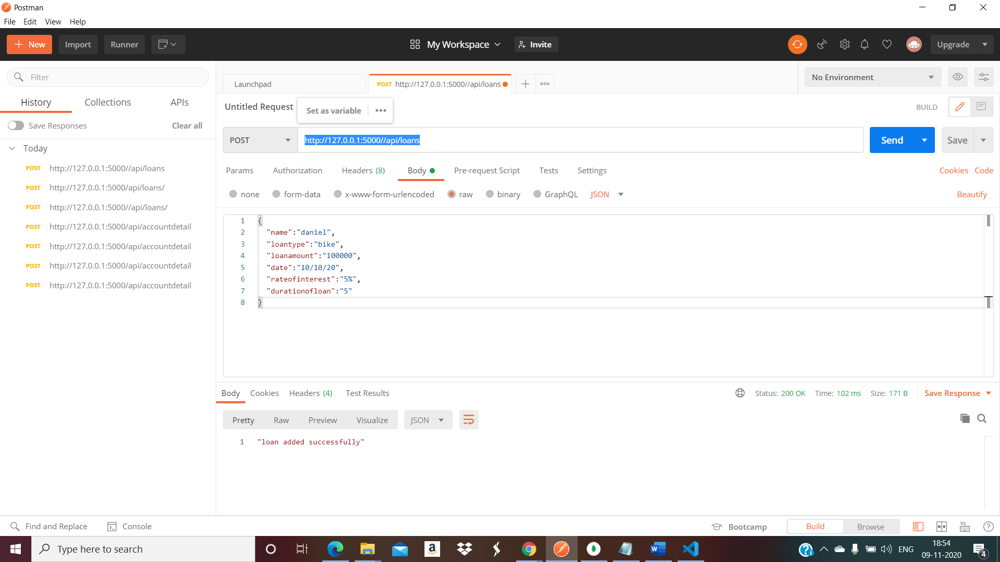 Postman
File Edit View Help
New Import Runner My Workspace Invite Upgrade
Filter
History Collections APIs
Save Responses Clear all
Today
POST http://127.0.0.1:5000//api/loans
POST http://127.0.0.1:5000/api/loans/
POST http://127.0.0.1:5000//api/loans/
POST http://127.0.0.1:5000/api/accountdetail
POST http://127.0.0.1:5000/api/accountdetail
POST http://127.0.0.1:5000/api/accountdetail
POST http://127.0.0.1:5000/api/accountdetail
Launchpad POST http://127.0.0.1:5000//api/loans No Environment
Untitled Request Set as variable BUILD
POST http://127.0.0.1:5000//api/loans Send Save
Params Authorization Headers (8) Body Pre-request Script Tests Settings Cookies Code
none form-data x-www-form-urlencoded raw binary GraphQL JSON Beautify
1 {
2 "name":"daniel",
3 "loantype":"bike",
4 "loanamount":"100000",
5 "date":"10/10/20",
6 "rateofinterest":"5%",
7 "durationofloan":"5"
8 }
Body Cookies Headers (4) Test Results Status: 200 OK Time: 102 ms Size: 171 B Save Response
Pretty Raw Preview Visualize JSON
1 "loan added successfully"
Find and Replace Console Bootcamp Build Browse
Type here to search a ENG 18:54
09-11-2020 4